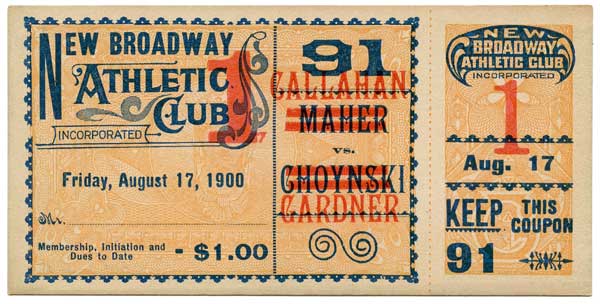 NEW BROADWAY
ATHLETIC
CLUB
INCORPORATED
1
Friday, August 17, 1900
Mr.
Membership, Initiation and
Dues to Date - $1.00
91
CALLAHAN
MAHER
vs.
CHOYNSKI
GARDNER
NEW
BROADWAY
ATHLETIC CLUB
INCORPORATED
1
Aug. 17
KEEP THIS
COUPON
91